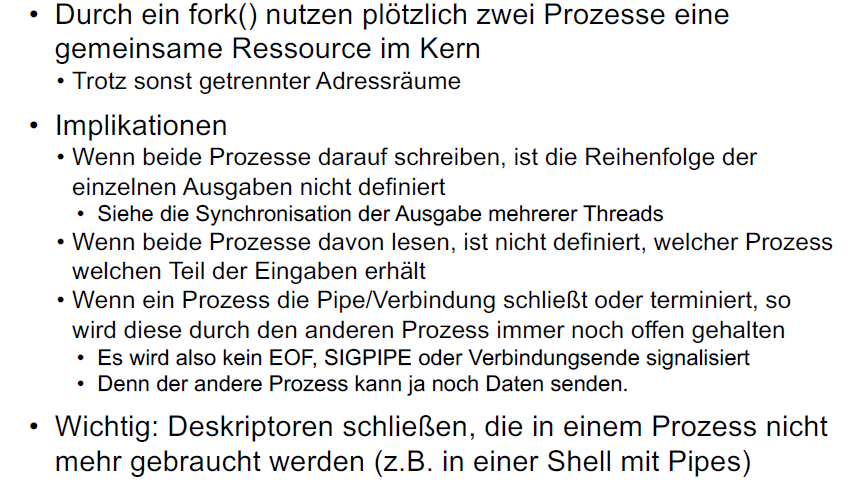 • Durch ein fork() nutzen plötzlich zwei Prozesse eine
gemeinsame Ressource im Kern
• Trotz sonst getrennter Adressräume
• Implikationen
• Wenn beide Prozesse darauf schreiben, ist die Reihenfolge der
einzelnen Ausgaben nicht definiert
• Siehe die Synchronisation der Ausgabe mehrerer Threads
• Wenn beide Prozesse davon lesen, ist nicht definiert, welcher Prozess
welchen Teil der Eingaben erhält
• Wenn ein Prozess die Pipe/Verbindung schließt oder terminiert, so
wird diese durch den anderen Prozess immer noch offen gehalten
• Es wird also kein EOF, SIGPIPE oder Verbindungsende signalisiert
• Denn der andere Prozess kann ja noch Daten senden.
• Wichtig: Deskriptoren schließen, die in einem Prozess nicht
mehr gebraucht werden (z.B. in einer Shell mit Pipes)